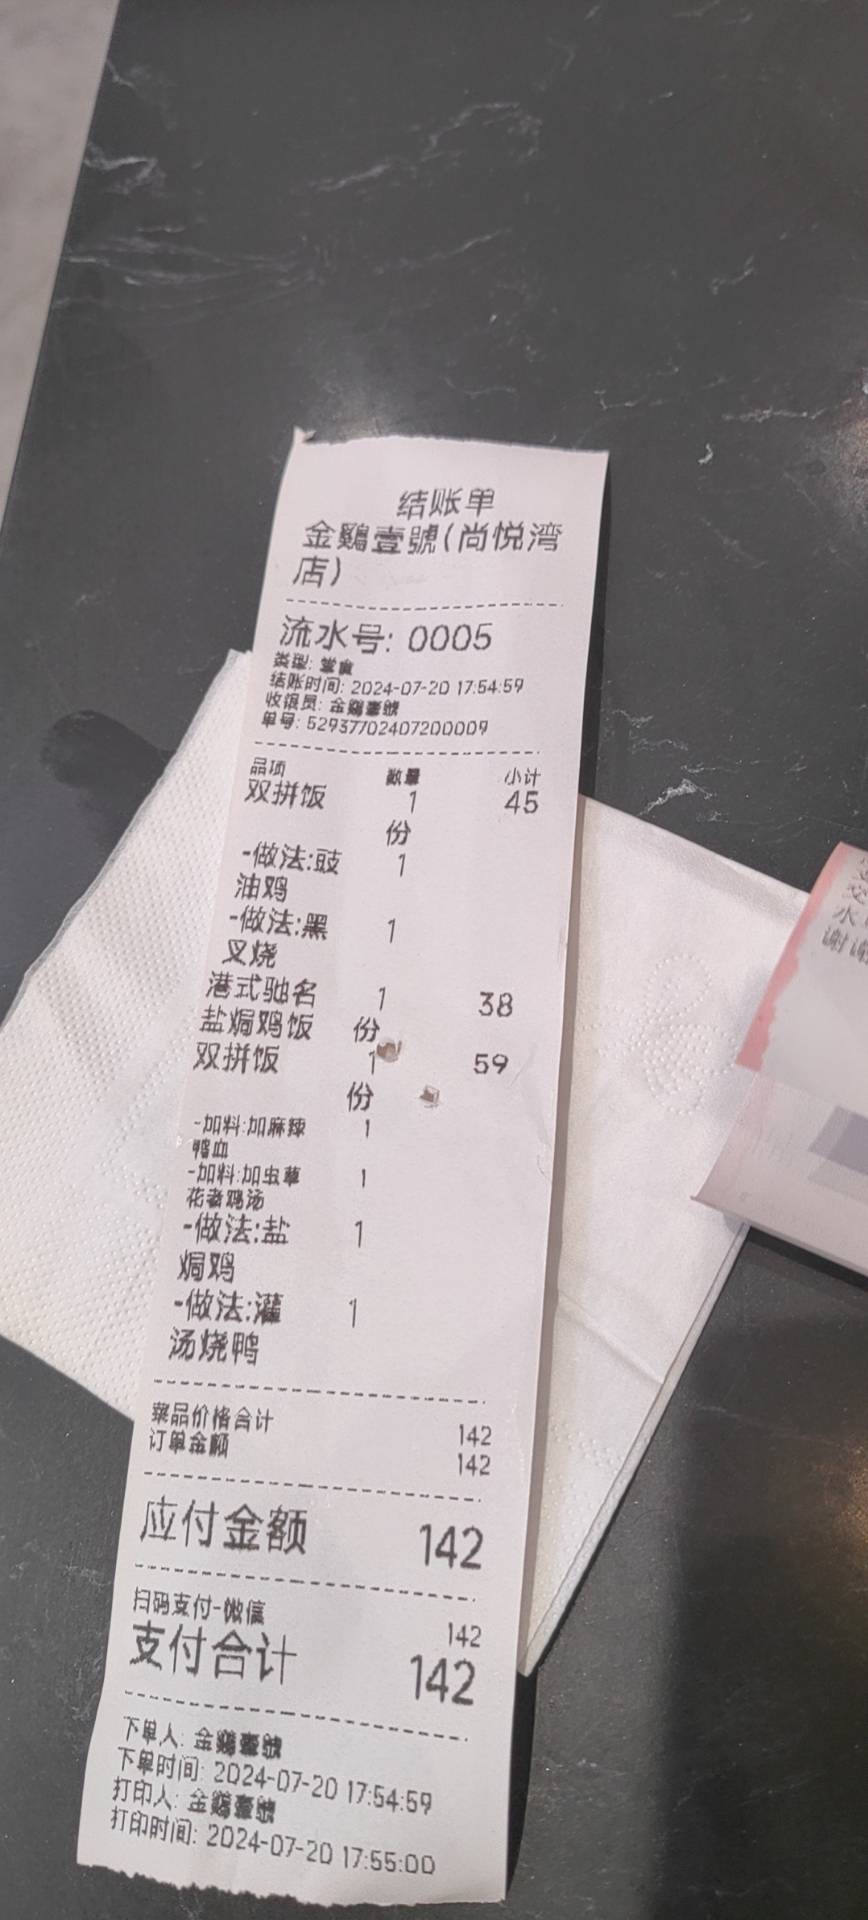 结账单
金鷄壹號(尚悦湾
店)
流水号: 0005
类型: 堂食
结账时间: 2024-07-20 17:54:59
收银员: 金鷄壹號
单号: 52937702407200009
品项 数量 小计
双拼饭 1 45
份
-做法:豉 1
油鸡
-做法:黑 1
叉烧
港式驰名 1 38
盐焗鸡饭 份
双拼饭 1 59
份
-加料:加麻辣 1
鸭血
-加料:加虫草 1
花老鸡汤
-做法:盐 1
焗鸡
-做法:灌 1
汤烧鸭
菜品价格合计 142
订单金额 142
应付金额 142
扫码支付-微信 142
支付合计 142
下单人: 金鷄壹號
下单时间: 2024-07-20 17:54:59
打印人: 金鷄壹號
打印时间: 2024-07-20 17:55:00
交
水
谢谢